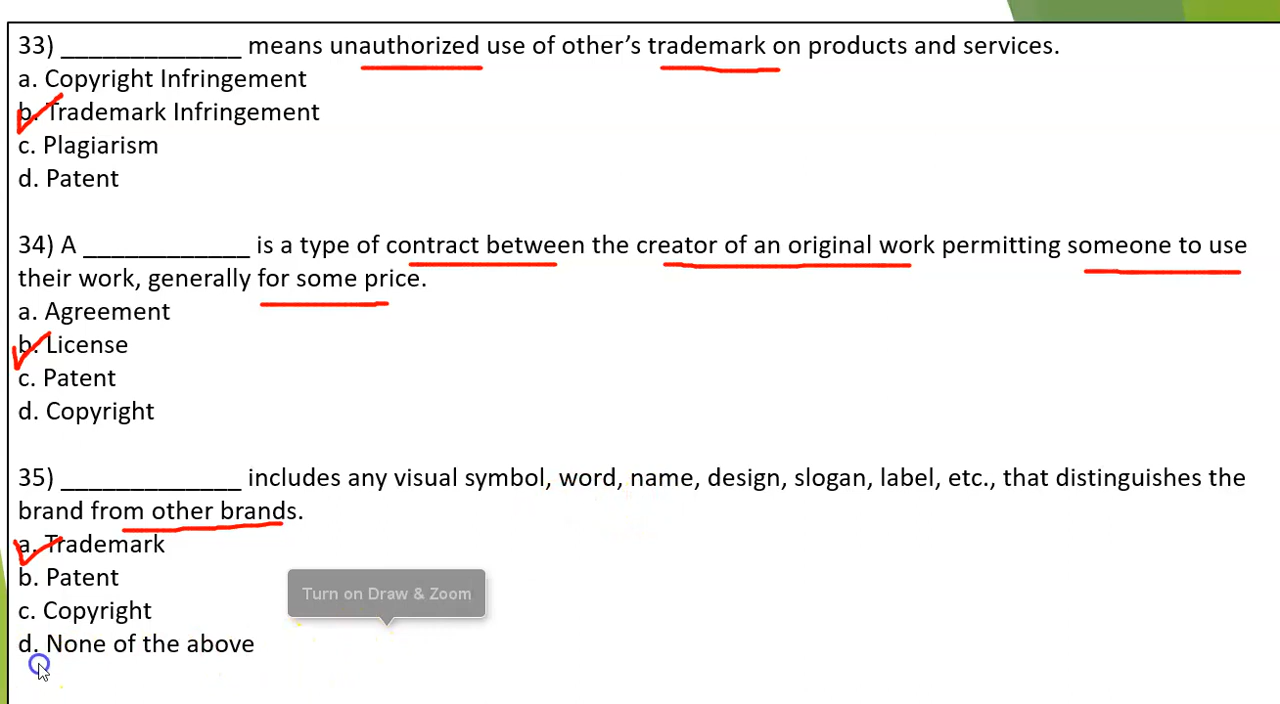 33) ______________ means unauthorized use of other's trademark on products and services.
a. Copyright Infringement
b. Trademark Infringement
c. Plagiarism
d. Patent
34) A _____________ is a type of contract between the creator of an original work permitting someone to use
their work, generally for some price.
a. Agreement
b. License
c. Patent
d. Copyright
35) ______________ includes any visual symbol, word, name, design, slogan, label, etc., that distinguishes the
brand from other brands.
a. Trademark
b. Patent
Turn on Draw & Zoom
c. Copyright
d. None of the above